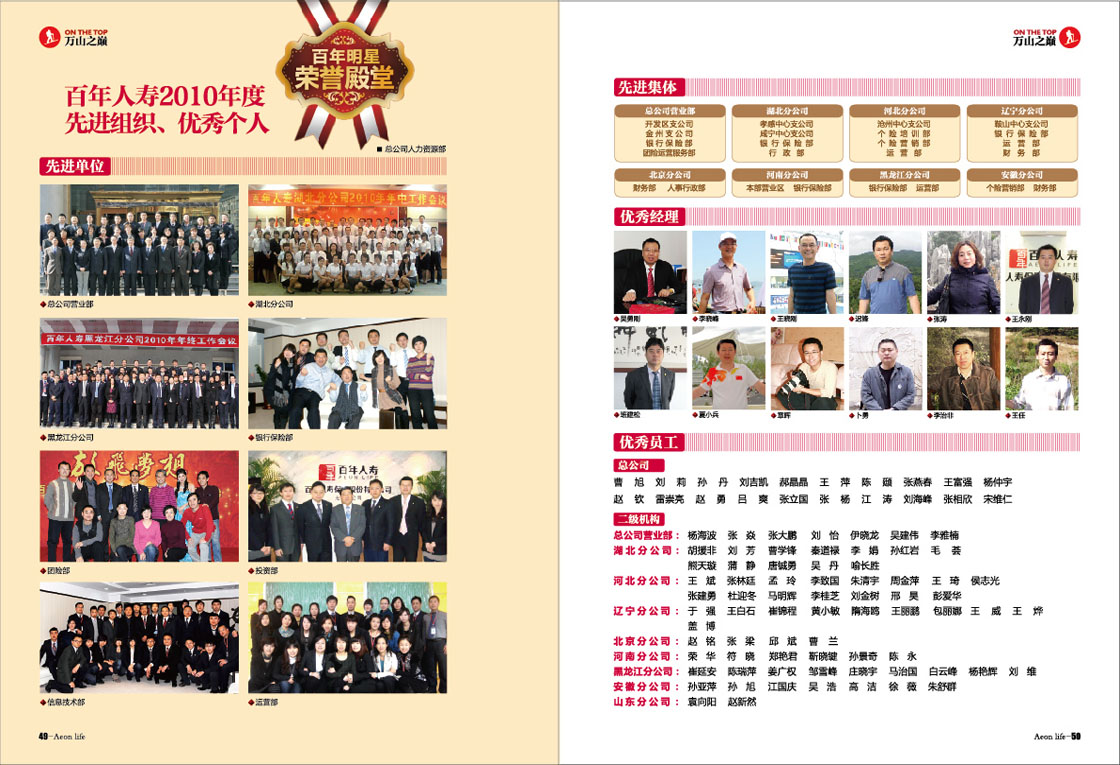 ON THE TOP
万山之巅
百年明星
荣誉殿堂
百年人寿2010年度
先进组织、优秀个人
■ 总公司人力资源部
先进单位
百年人寿湖北分公司2010年年中工作会议
◆总公司营业部
◆湖北分公司
百年人寿黑龙江分公司2010年年终工作会议
◆黑龙江分公司
◆银行保险部
放飞梦想
百年人寿
◆团险部
◆投资部
◆信息技术部
◆运营部
49-Aeon life
ON THE TOP
万山之巅
先进集体
总公司营业部
开发区支公司
金州支公司
银行保险部
团险运营服务部
湖北分公司
孝感中心支公司
咸宁中心支公司
银行保险部
行政部
河北分公司
沧州中心支公司
个险培训部
个险营销部
运营部
辽宁分公司
鞍山中心支公司
银行保险部
运营部
财务部
北京分公司
财务部 人事行政部
河南分公司
本部营业区 银行保险部
黑龙江分公司
银行保险部 运营部
安徽分公司
个险营销部 财务部
优秀经理
百年人寿
◆吴勇刚
◆李晓峰
◆王晓刚
◆迟锋
◆张涛
◆王永刚
◆班建松
◆夏小兵
◆章晖
◆卜勇
◆李治非
◆王任
优秀员工
总公司
曹 旭 刘 莉 孙 丹 刘吉凯 郝晶晶 王 萍 陈 颋 张燕春 王富强 杨仲宇
赵 钦 雷崇亮 赵 勇 吕 爽 张立国 张 杨 江 涛 刘海峰 张相欣 宋维仁
二级机构
总公司营业部： 杨海波 张 焱 张大鹏 刘 怡 伊晓龙 吴建伟 李雅楠
湖北分公司： 胡援非 刘 芳 曹学锋 秦道禄 李 娟 孙红岩 毛 荟
熊天璇 蒲 静 唐铖勇 吴 丹 喻长胜
河北分公司： 王 斌 张林廷 孟 玲 李致国 朱清宇 周金萍 王 琦 侯志光
张建勇 杜迎冬 马明辉 李桂芝 刘金树 邢 昊 彭爱华
辽宁分公司： 于 强 王白石 崔锦程 黄小敏 隋海鸥 王丽鹏 包丽娜 王 威 王 烨
盖 博
北京分公司： 赵 铭 张 梁 邱 斌 曹 兰
河南分公司： 荣 华 符 晓 郑艳君 靳晓健 孙景奇 陈 永
黑龙江分公司： 崔延安 陈瑞萍 姜广权 邹雪峰 庄晓宇 马治国 白云峰 杨艳辉 刘 维
安徽分公司： 孙亚萍 孙 旭 江国庆 吴 浩 高 洁 徐 薇 朱舒群
山东分公司： 袁向阳 赵新然
Aeon life-50